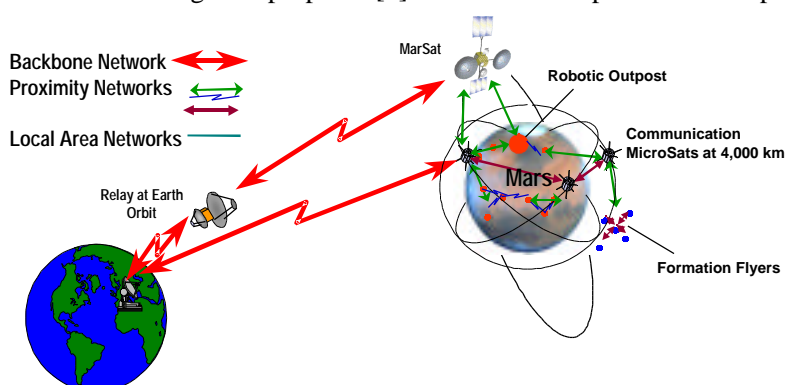 MarSat
Backbone Network
Proximity Networks
Local Area Networks
Robotic Outpost
Communication
MicroSats at 4,000 km
Mars
Relay at Earth
Orbit
Formation Flyers